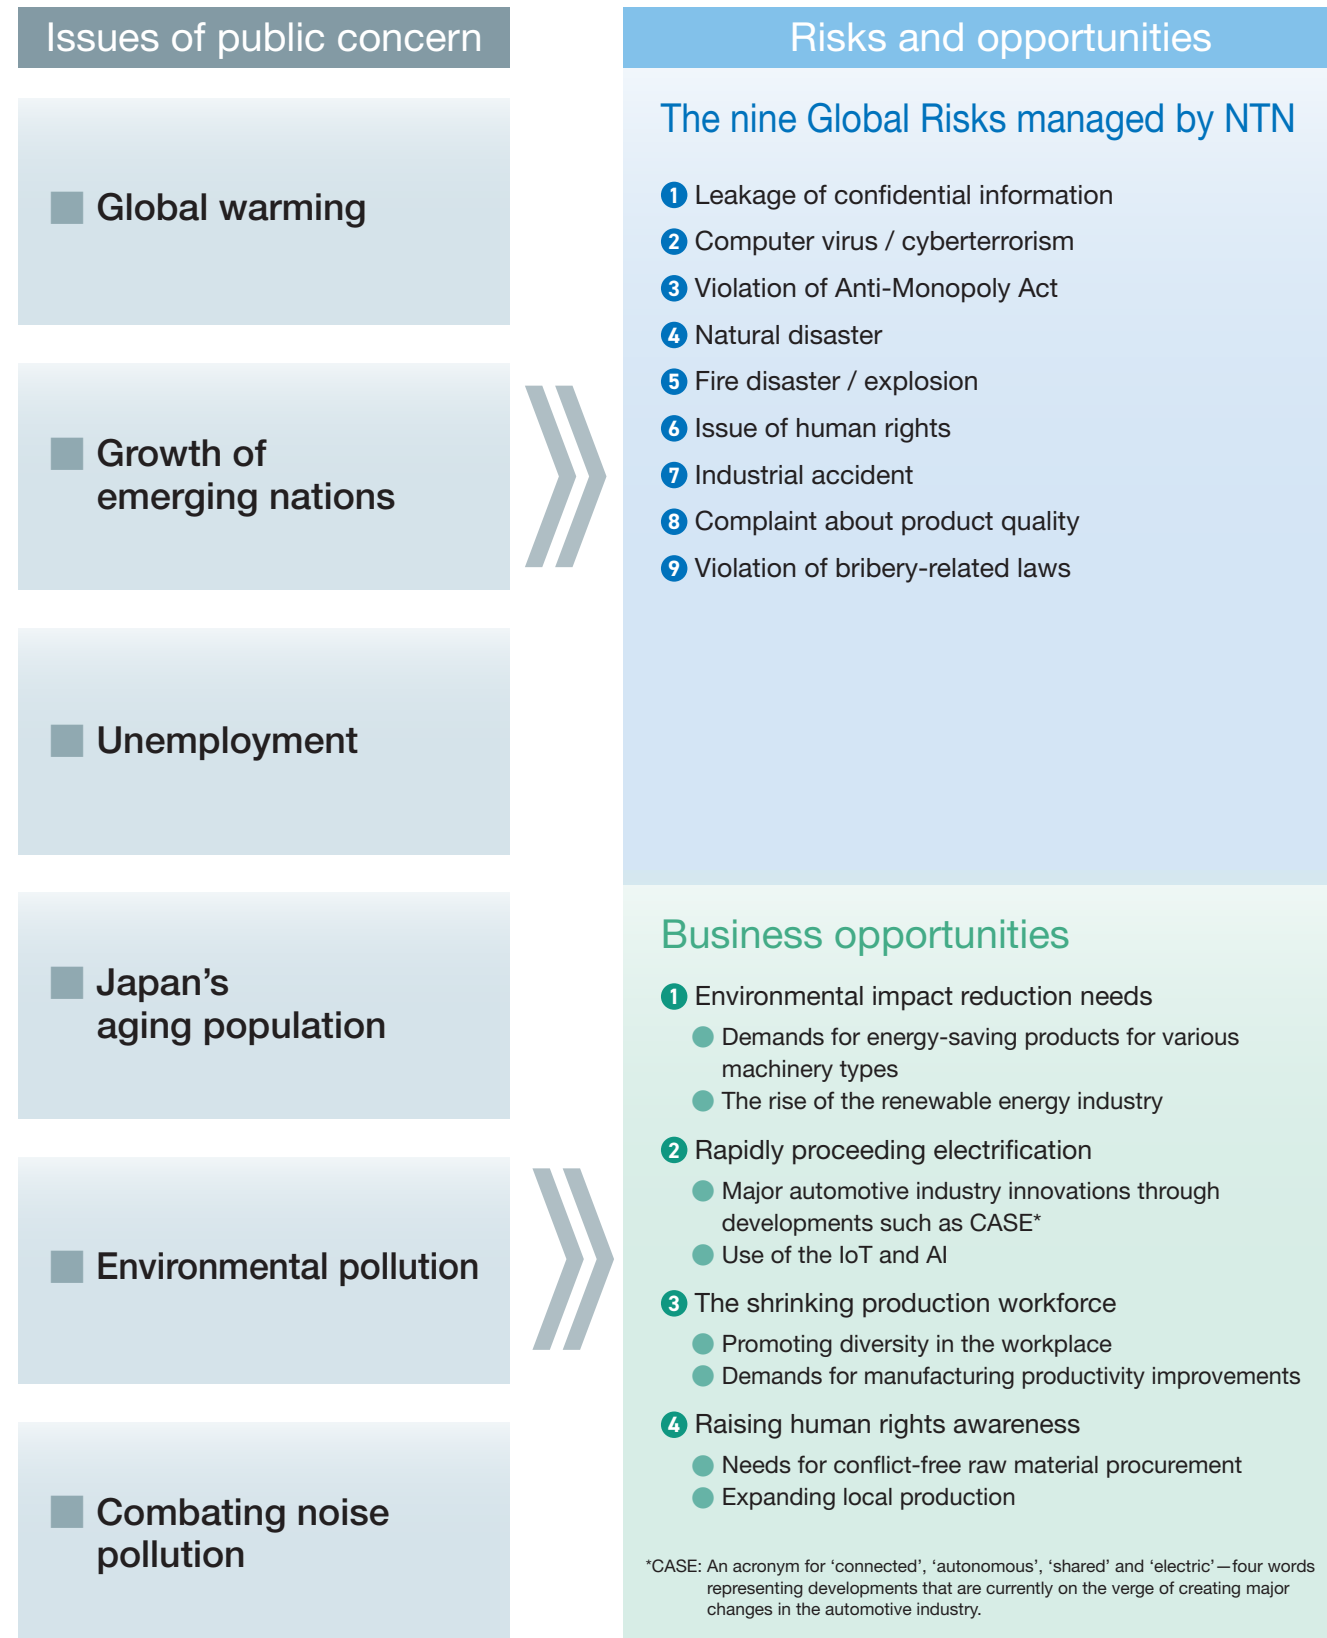 Issues of public concern
Global warming
Growth of
emerging nations
Unemployment
Japan’s
aging population
Environmental pollution
Combating noise
pollution
Risks and opportunities
The nine Global Risks managed by NTN
1 Leakage of confidential information
2 Computer virus / cyberterrorism
3 Violation of Anti-Monopoly Act
4 Natural disaster
5 Fire disaster / explosion
6 Issue of human rights
7 Industrial accident
8 Complaint about product quality
9 Violation of bribery-related laws
Business opportunities
1 Environmental impact reduction needs
Demands for energy-saving products for various
machinery types
The rise of the renewable energy industry
2 Rapidly proceeding electrification
Major automotive industry innovations through
developments such as CASE*
Use of the IoT and AI
3 The shrinking production workforce
Promoting diversity in the workplace
Demands for manufacturing productivity improvements
4 Raising human rights awareness
Needs for conflict-free raw material procurement
Expanding local production
*CASE: An acronym for ‘connected’, ‘autonomous’, ‘shared’ and ‘electric’—four words
representing developments that are currently on the verge of creating major
changes in the automotive industry.